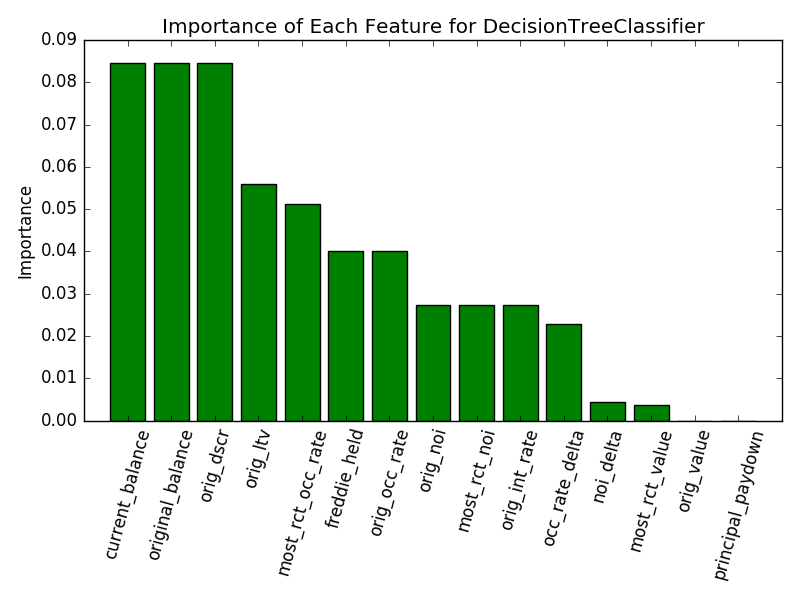 Importance of Each Feature for DecisionTreeClassifier
0.09
0.08
0.07
0.06
0.05
0.04
0.03
0.02
0.01
0.00
Importance
current_balance
original_balance
orig_dscr
orig_ltv
most_rct_occ_rate
freddie_held
orig_occ_rate
orig_noi
most_rct_noi
orig_int_rate
occ_rate_delta
noi_delta
most_rct_value
orig_value
principal_paydown